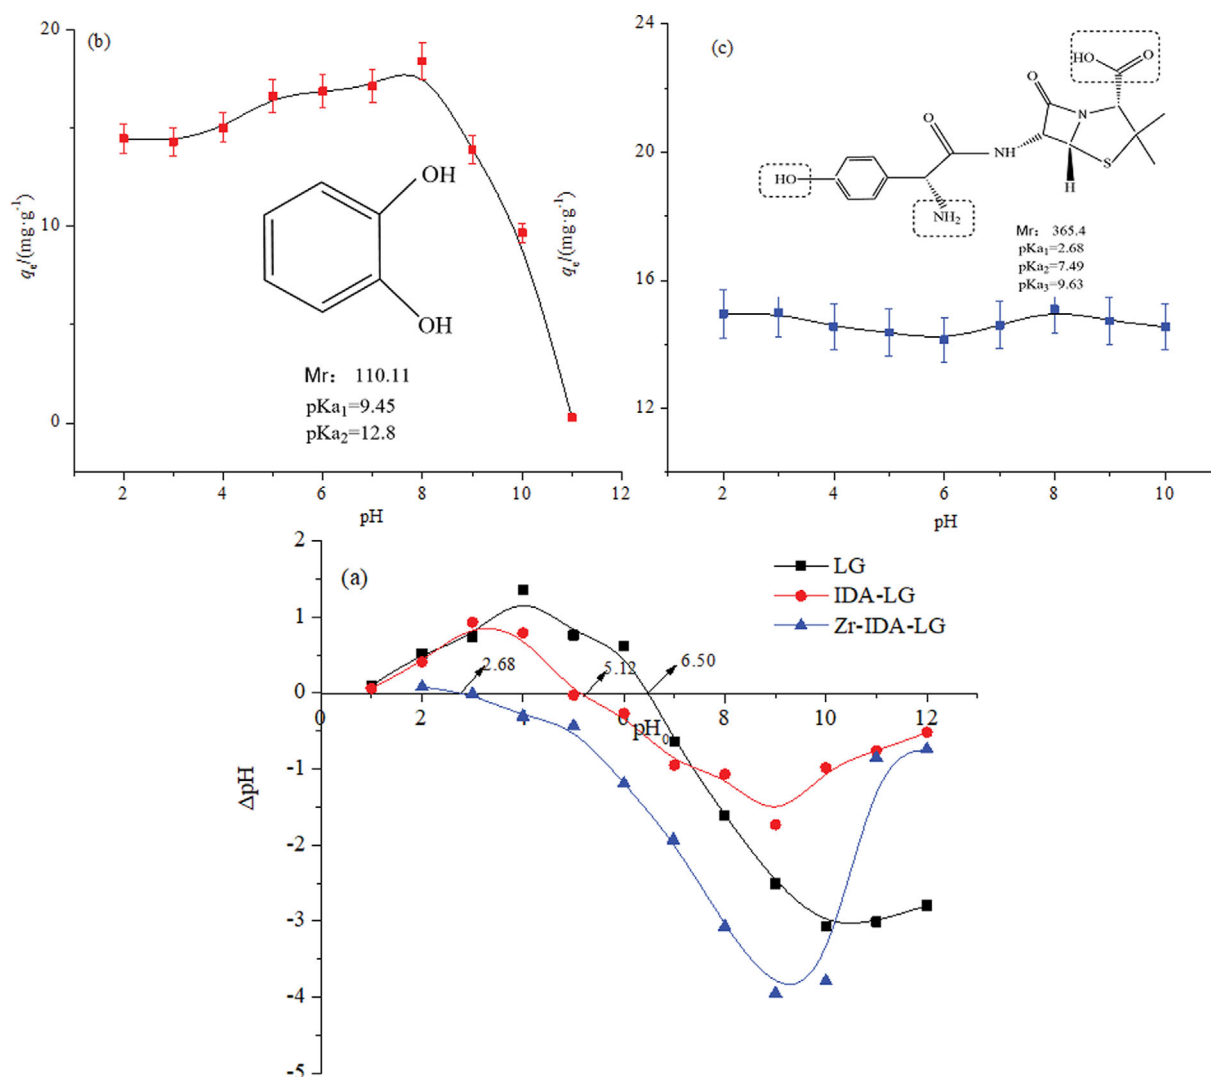 (b)
20
10
0
qe/(mg·g-1)
OH
OH
Mr： 110.11
pKa1=9.45
pKa2=12.8
2 4 6 8 10 12
pH
(c)
24
20
16
12
qe/(mg·g-1)
HO
O
O
N
O
NH
S
H
HO
NH2
Mr： 365.4
pKa1=2.68
pKa2=7.49
pKa3=9.63
2 4 6 8 10
pH
(a)
LG
IDA-LG
Zr-IDA-LG
2
1
0
-1
-2
-3
-4
-5
ΔpH
2.68
5.12
6.50
0 2 4 6 8 10 12
pH0